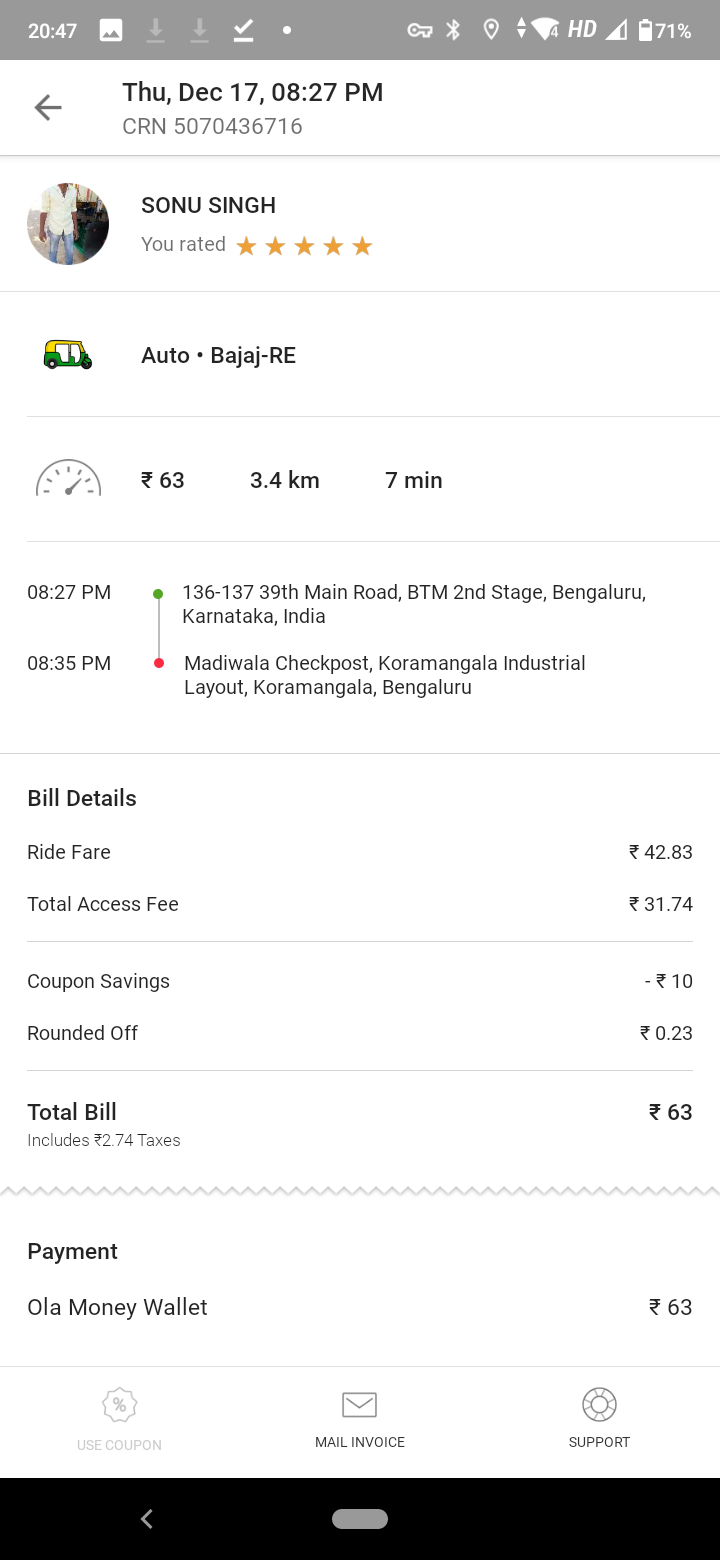 20:47 4 HD 71%
Thu, Dec 17, 08:27 PM
CRN 5070436716
SONU SINGH
You rated
Auto • Bajaj-RE
₹ 63 3.4 km 7 min
08:27 PM 136-137 39th Main Road, BTM 2nd Stage, Bengaluru,
Karnataka, India
08:35 PM Madiwala Checkpost, Koramangala Industrial
Layout, Koramangala, Bengaluru
Bill Details
Ride Fare ₹ 42.83
Total Access Fee ₹ 31.74
Coupon Savings - ₹ 10
Rounded Off ₹ 0.23
Total Bill ₹ 63
Includes ₹2.74 Taxes
Payment
Ola Money Wallet ₹ 63
% 
USE COUPON MAIL INVOICE SUPPORT